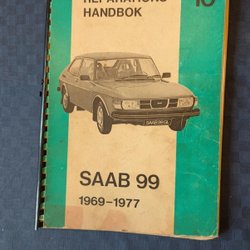 REPARATIONS
HANDBOK
10
SAAB 99
1969–1977